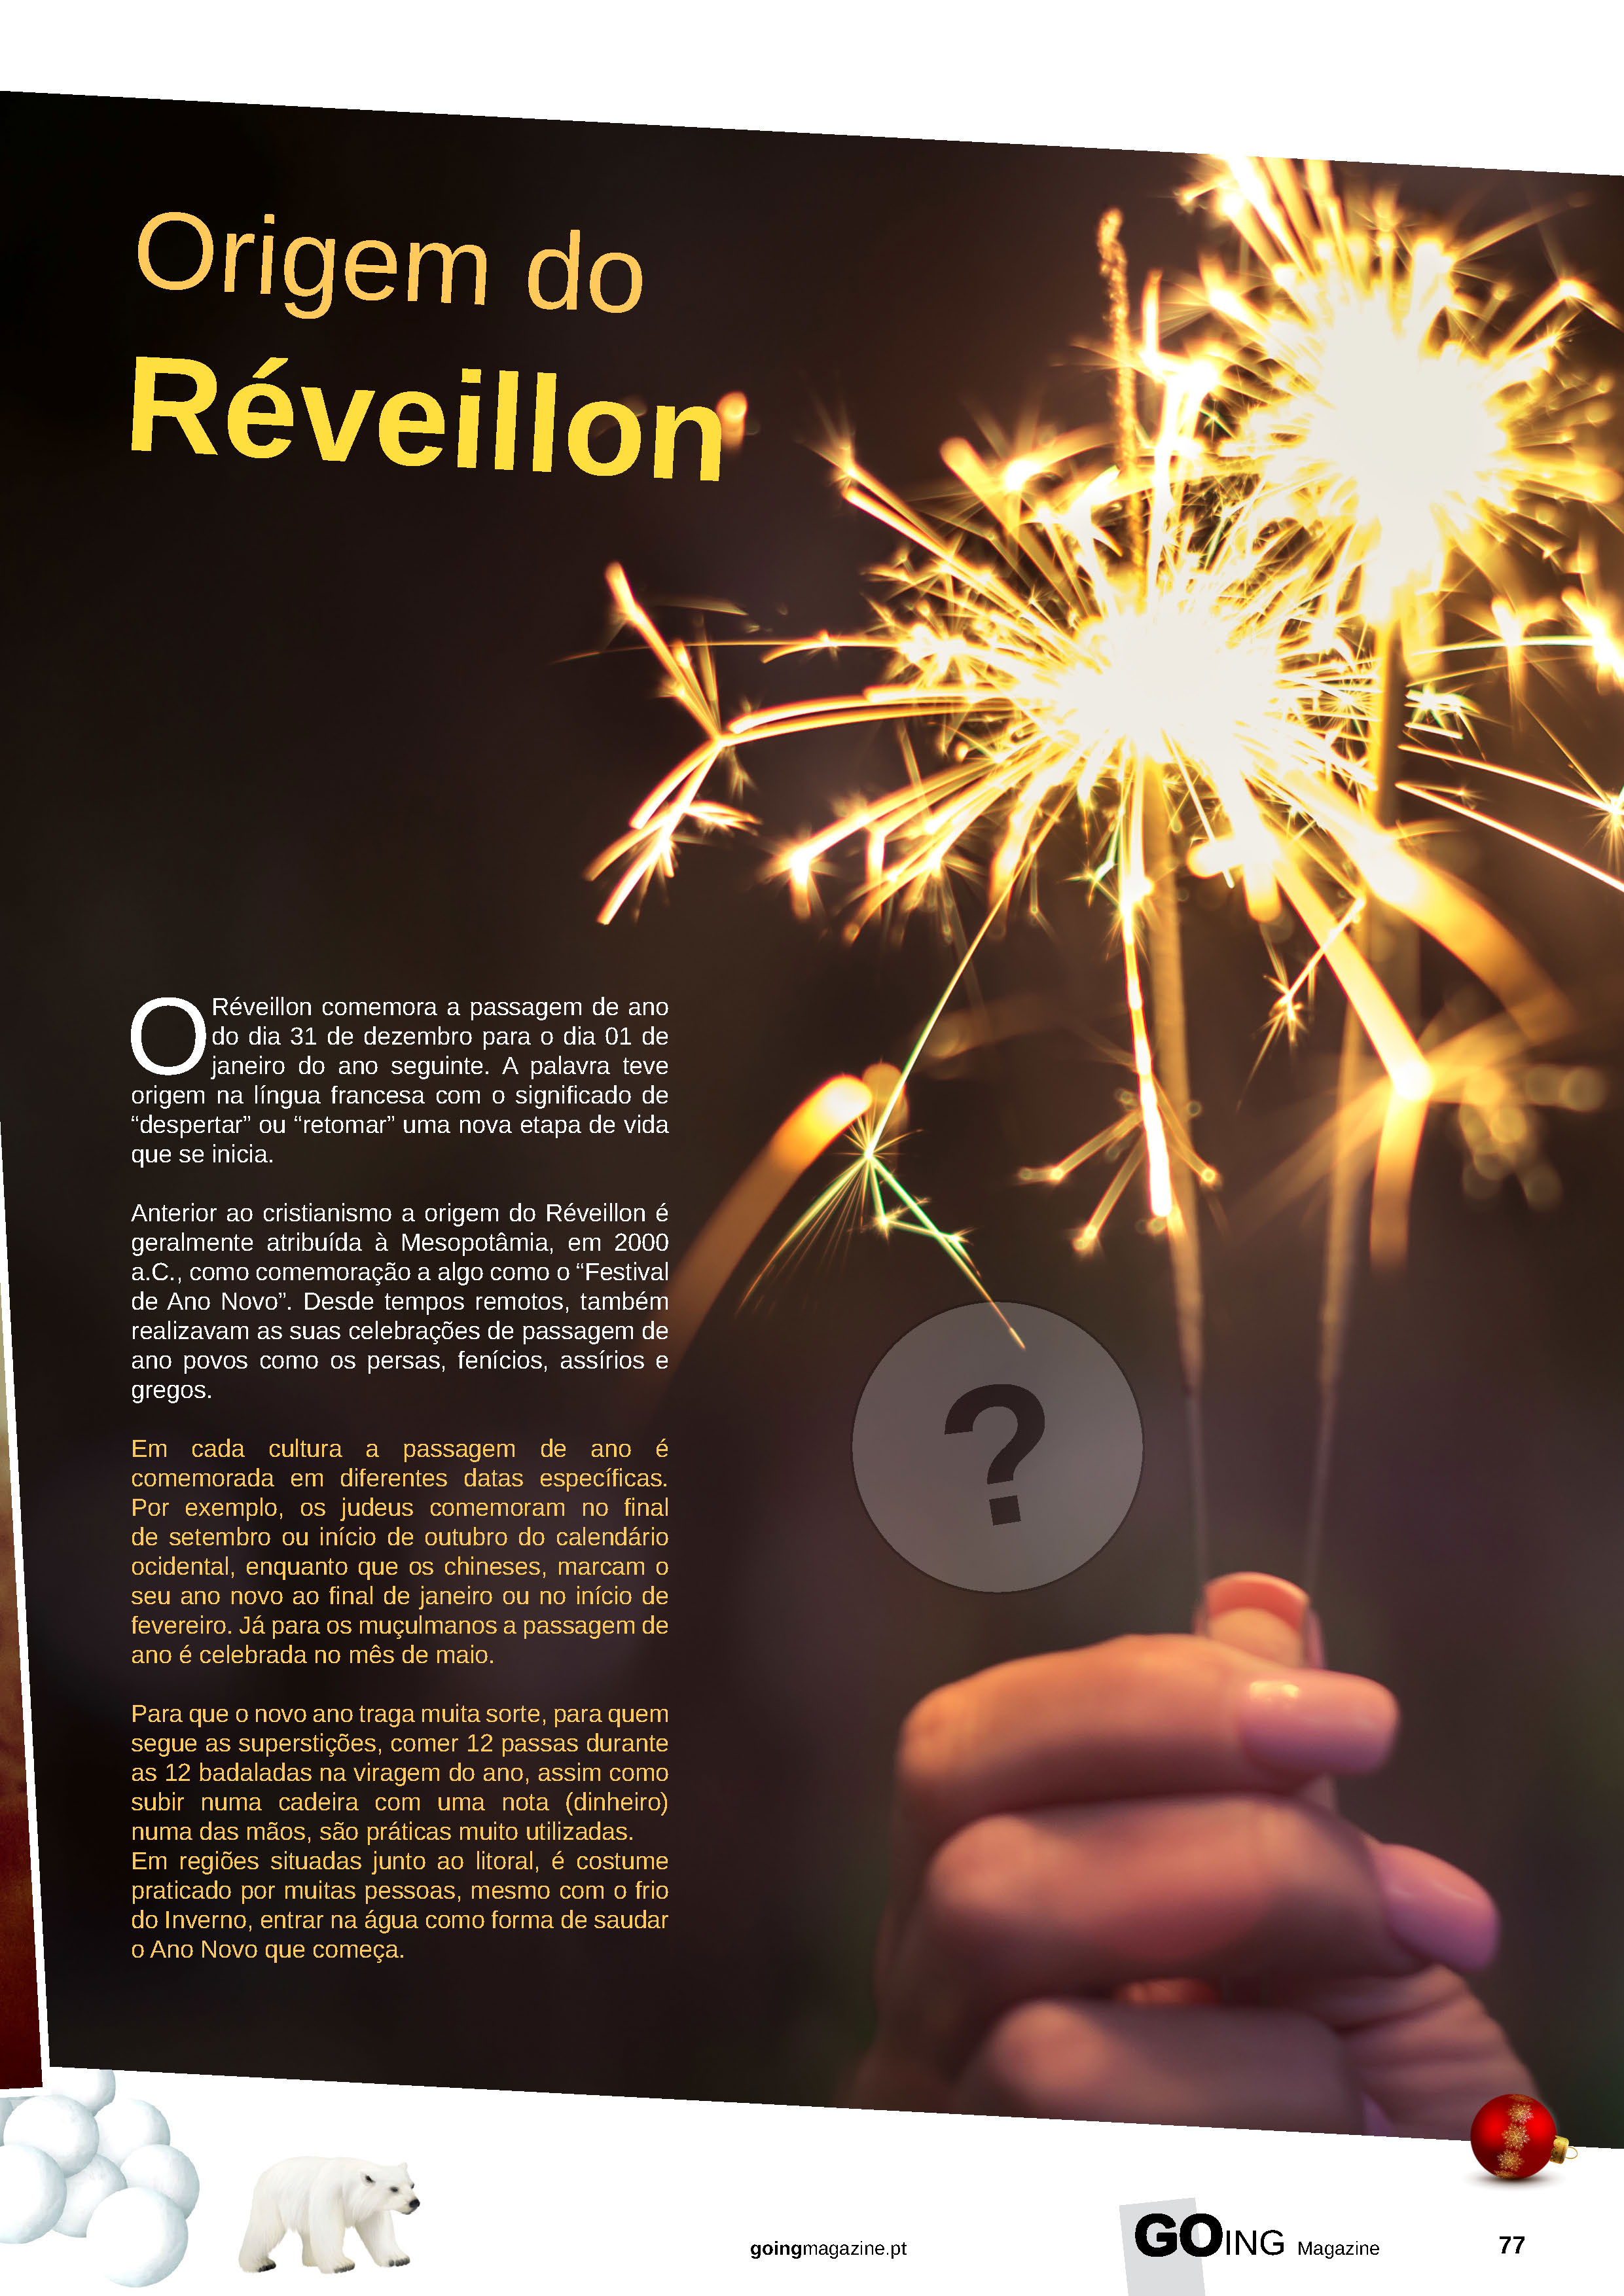 Origem do
Réveillon
O Réveillon comemora a passagem de ano
do dia 31 de dezembro para o dia 01 de
janeiro do ano seguinte. A palavra teve
origem na língua francesa com o significado de
“despertar” ou “retomar” uma nova etapa de vida
que se inicia.
Anterior ao cristianismo a origem do Réveillon é
geralmente atribuída à Mesopotâmia, em 2000
a.C., como comemoração a algo como o “Festival
de Ano Novo”. Desde tempos remotos, também
realizavam as suas celebrações de passagem de
ano povos como os persas, fenícios, assírios e
gregos.
Em cada cultura a passagem de ano é
comemorada em diferentes datas específicas.
Por exemplo, os judeus comemoram no final
de setembro ou início de outubro do calendário
ocidental, enquanto que os chineses, marcam o
seu ano novo ao final de janeiro ou no início de
fevereiro. Já para os muçulmanos a passagem de
ano é celebrada no mês de maio.
Para que o novo ano traga muita sorte, para quem
segue as superstições, comer 12 passas durante
as 12 badaladas na viragem do ano, assim como
subir numa cadeira com uma nota (dinheiro)
numa das mãos, são práticas muito utilizadas.
Em regiões situadas junto ao litoral, é costume
praticado por muitas pessoas, mesmo com o frio
do Inverno, entrar na água como forma de saudar
o Ano Novo que começa.
?
goingmagazine.pt
GOING Magazine
77